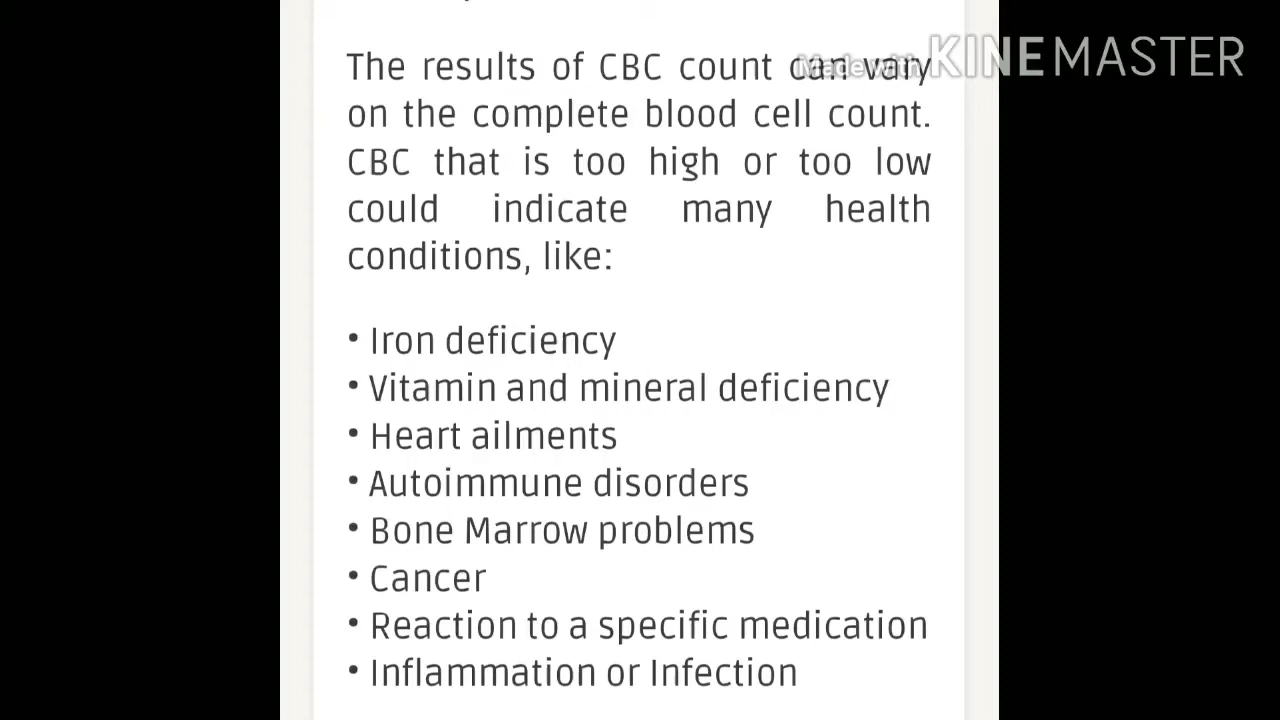 The results of CBC count can vary
on the complete blood cell count.
CBC that is too high or too low
could indicate many health
conditions, like:
• Iron deficiency
• Vitamin and mineral deficiency
• Heart ailments
• Autoimmune disorders
• Bone Marrow problems
• Cancer
• Reaction to a specific medication
• Inflammation or Infection
Made with KINEMASTER